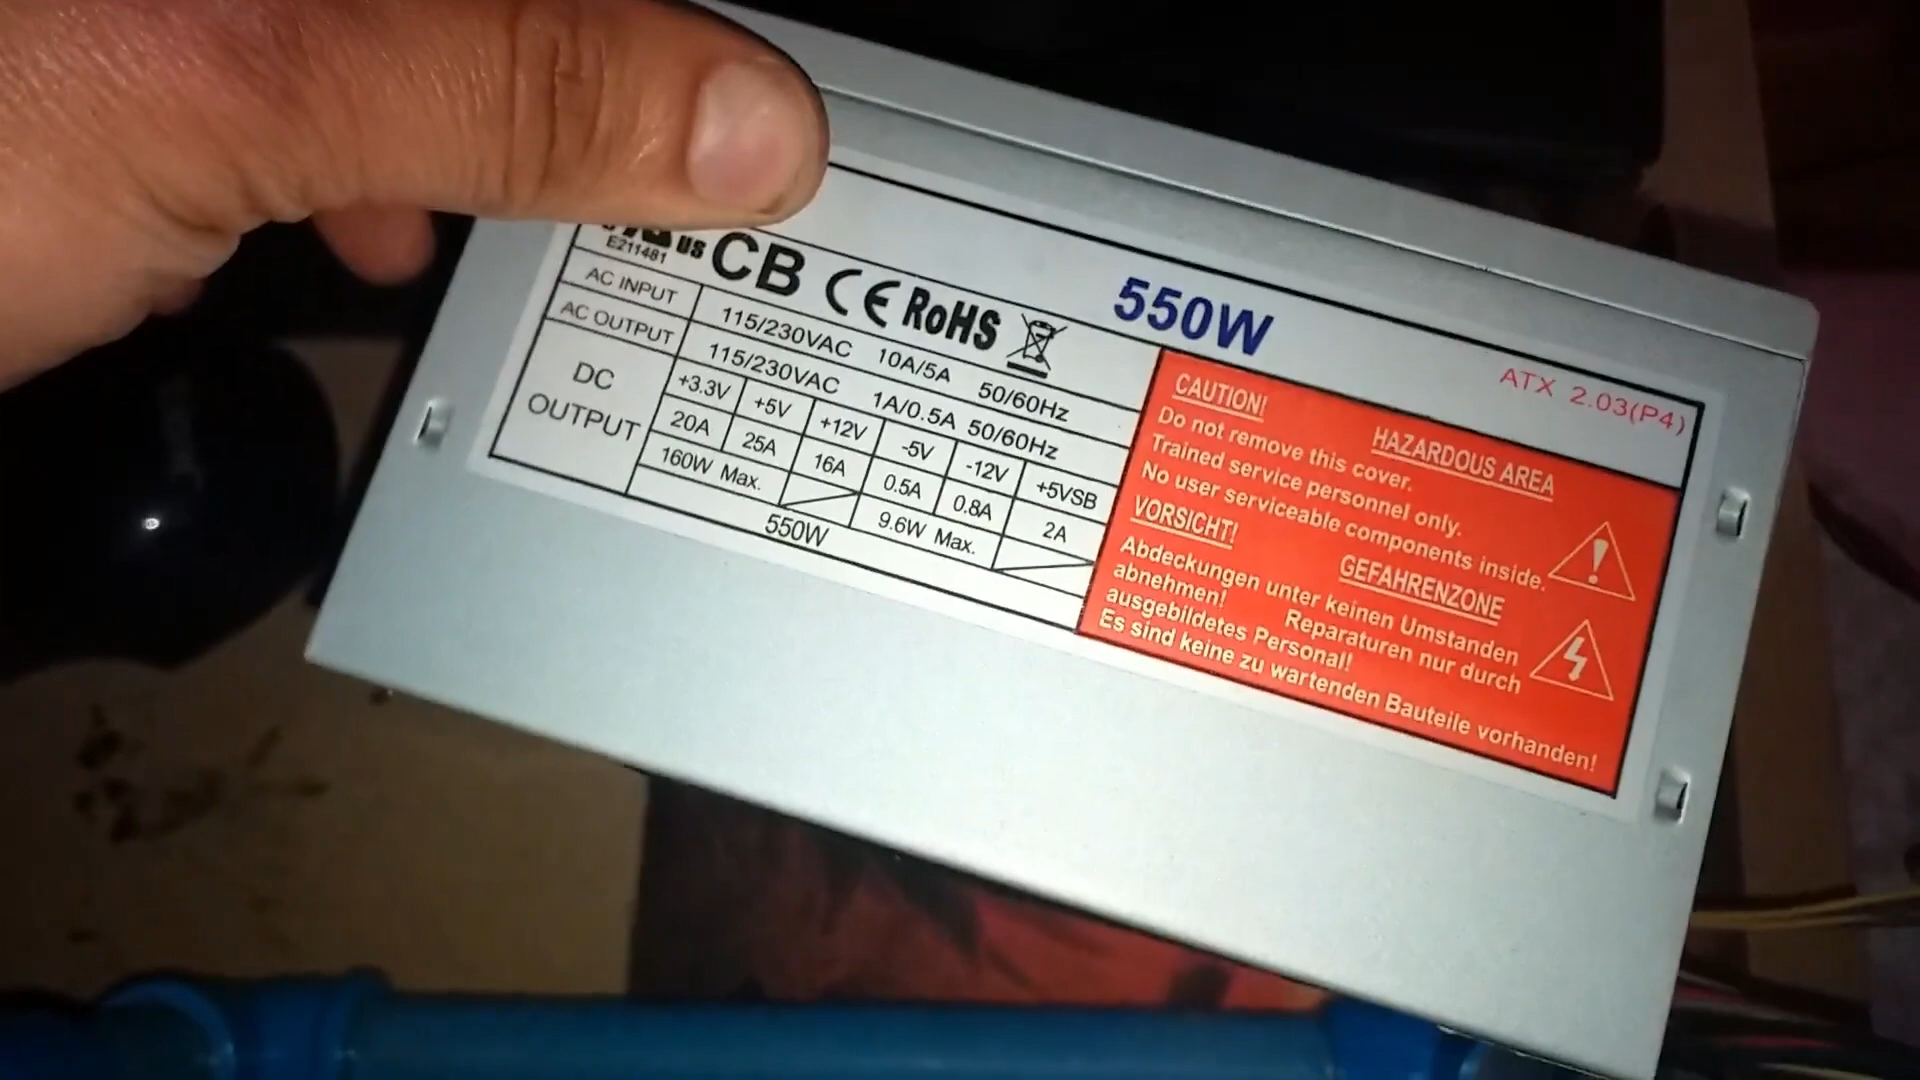 E211481 us CB CE RoHS
550W
ATX 2.03(P4)
AC INPUT 115/230VAC 10A/5A 50/60Hz
AC OUTPUT 115/230VAC 1A/0.5A 50/60Hz
DC OUTPUT
+3.3V +5V +12V -5V -12V +5VSB
20A 25A 16A 0.5A 0.8A 2A
160W Max. 9.6W Max.
550W
CAUTION!
HAZARDOUS AREA
Do not remove this cover.
Trained service personnel only.
No user serviceable components inside.
VORSICHT!
GEFAHRENZONE
Abdeckungen unter keinen Umstanden
abnehmen! Reparaturen nur durch
ausgebildetes Personal!
Es sind keine zu wartenden Bauteile vorhanden!